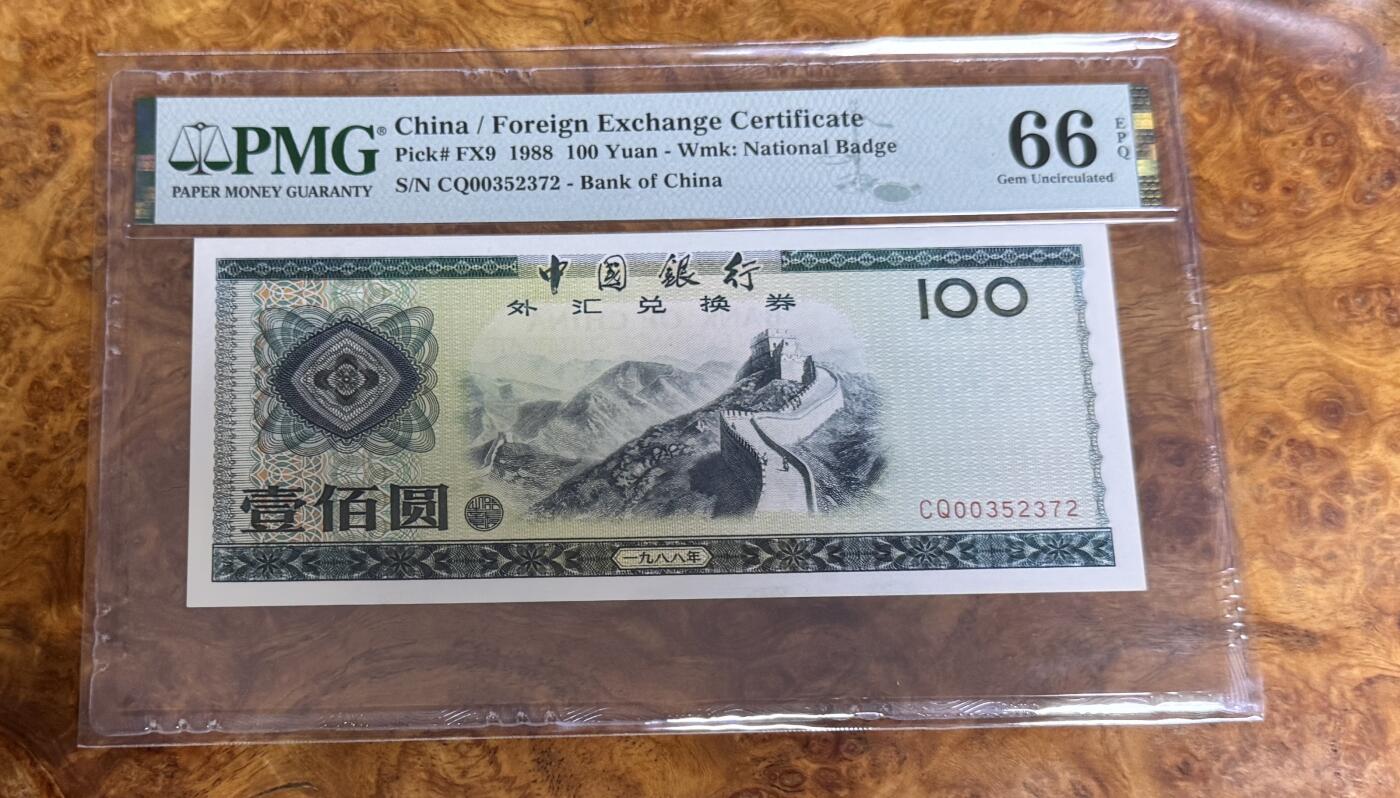 PMG®
PAPER MONEY GUARANTY
China / Foreign Exchange Certificate
Pick# FX9 1988 100 Yuan - Wmk: National Badge
S/N CQ00352372 - Bank of China
66
EPQ
Gem Uncirculated
中國銀行
外汇兑换券
100
壹佰圆
CQ00352372
一九八八年